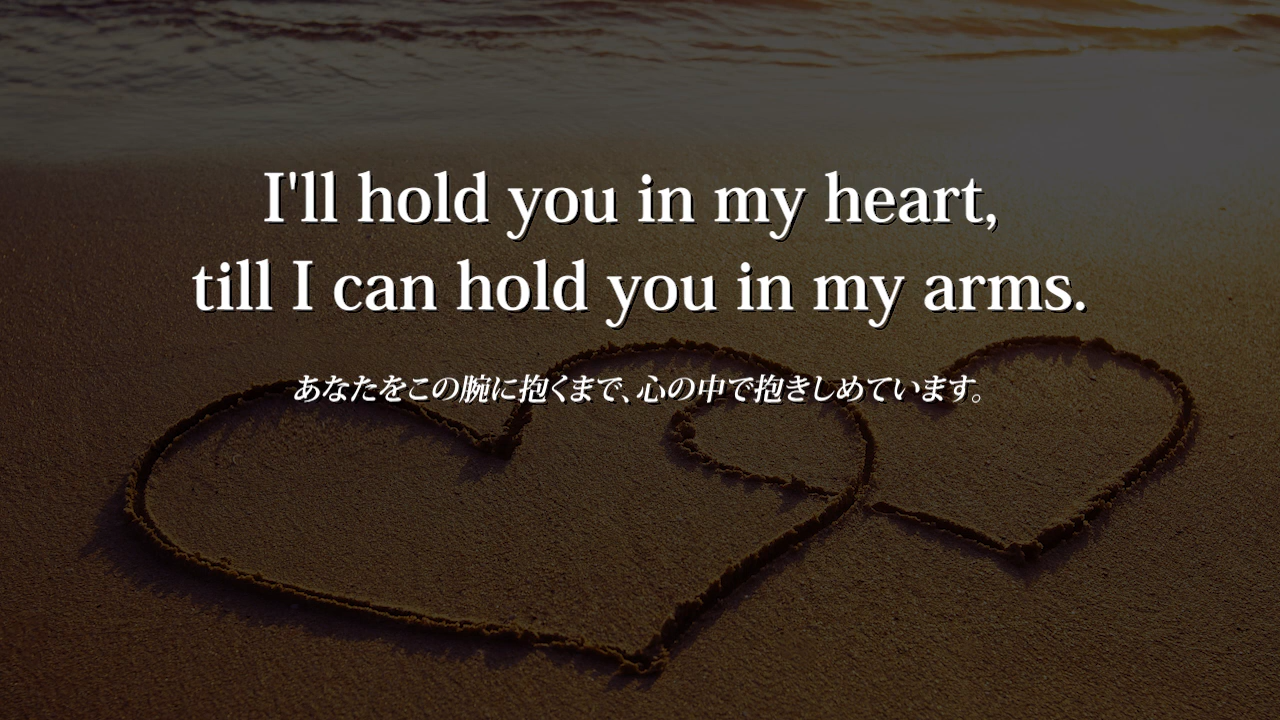 I'll hold you in my heart,
till I can hold you in my arms.
あなたをこの腕に抱くまで、心の中で抱きしめています。